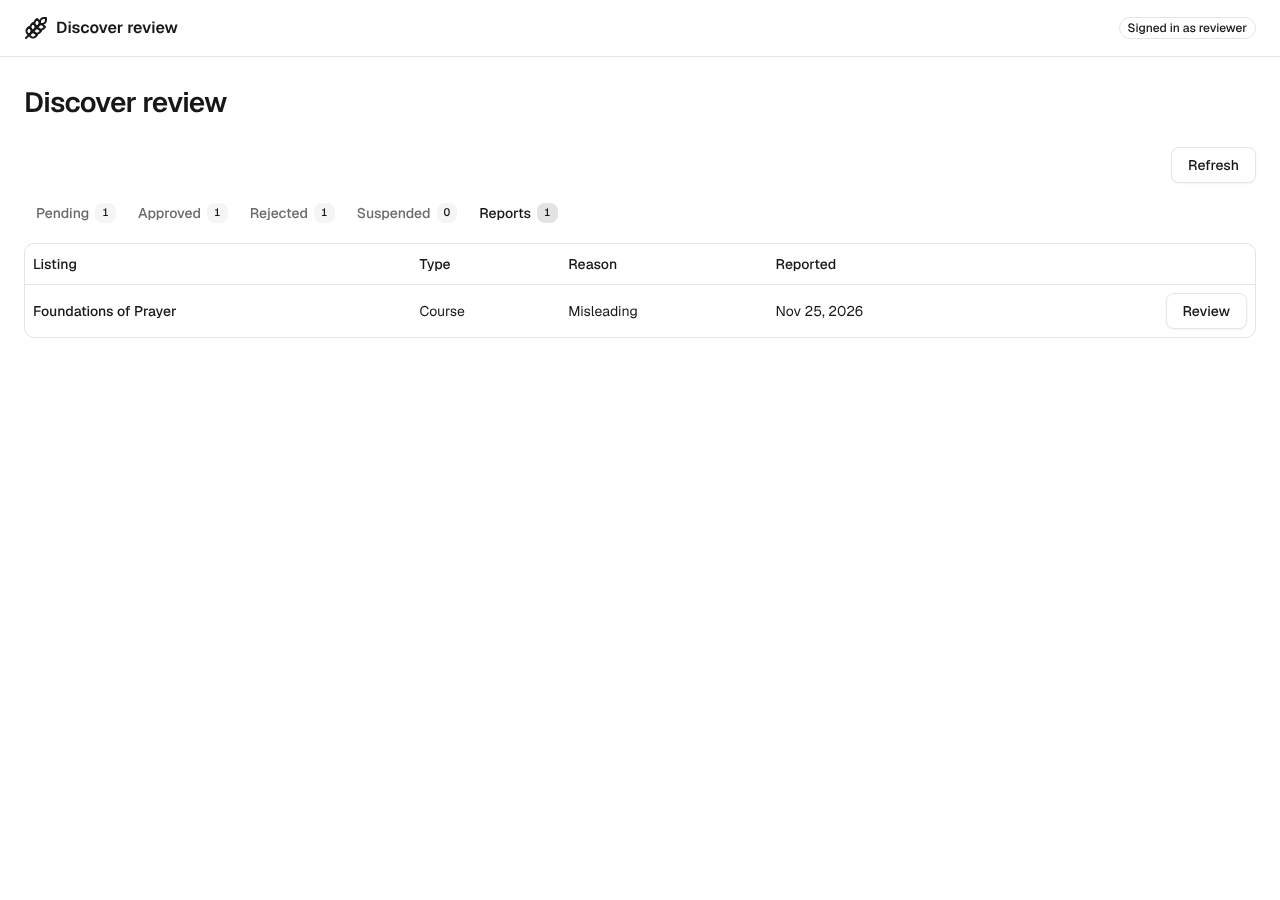 Discover review
Signed in as reviewer
Discover review
Refresh
Pending 1 Approved 1 Rejected 1 Suspended 0 Reports 1
Listing Type Reason Reported
Foundations of Prayer Course Misleading Nov 25, 2026 Review